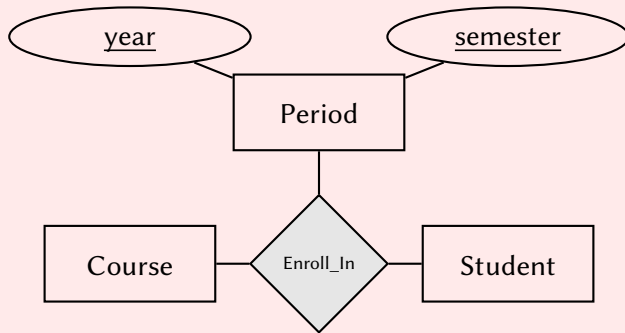 year
semester
Period
Course
Enroll_In
Student